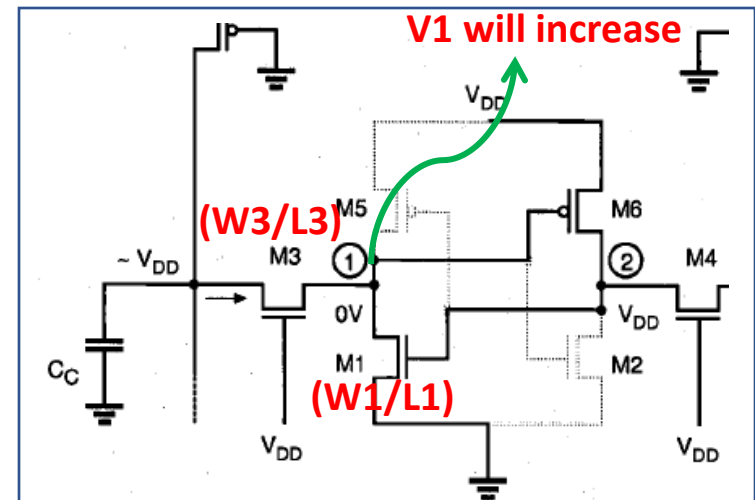 V1 will increase
VDD
M5
M6
(W3/L3)
M3
1
2
M4
~ VDD
0V
VDD
CC
M1
M2
(W1/L1)
VDD
VDD